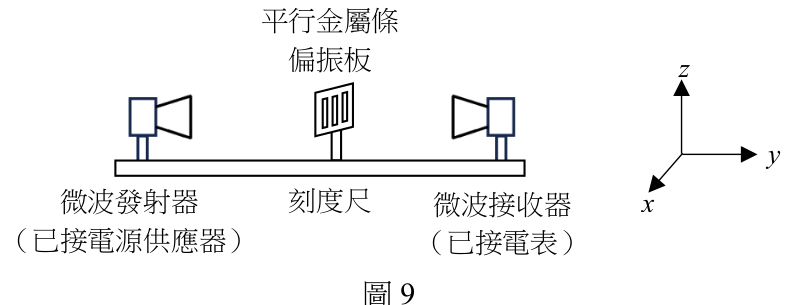 平行金屬條
偏振板
z
y
x
微波發射器
刻度尺
微波接收器
（已接電源供應器）
（已接電表）
圖 9